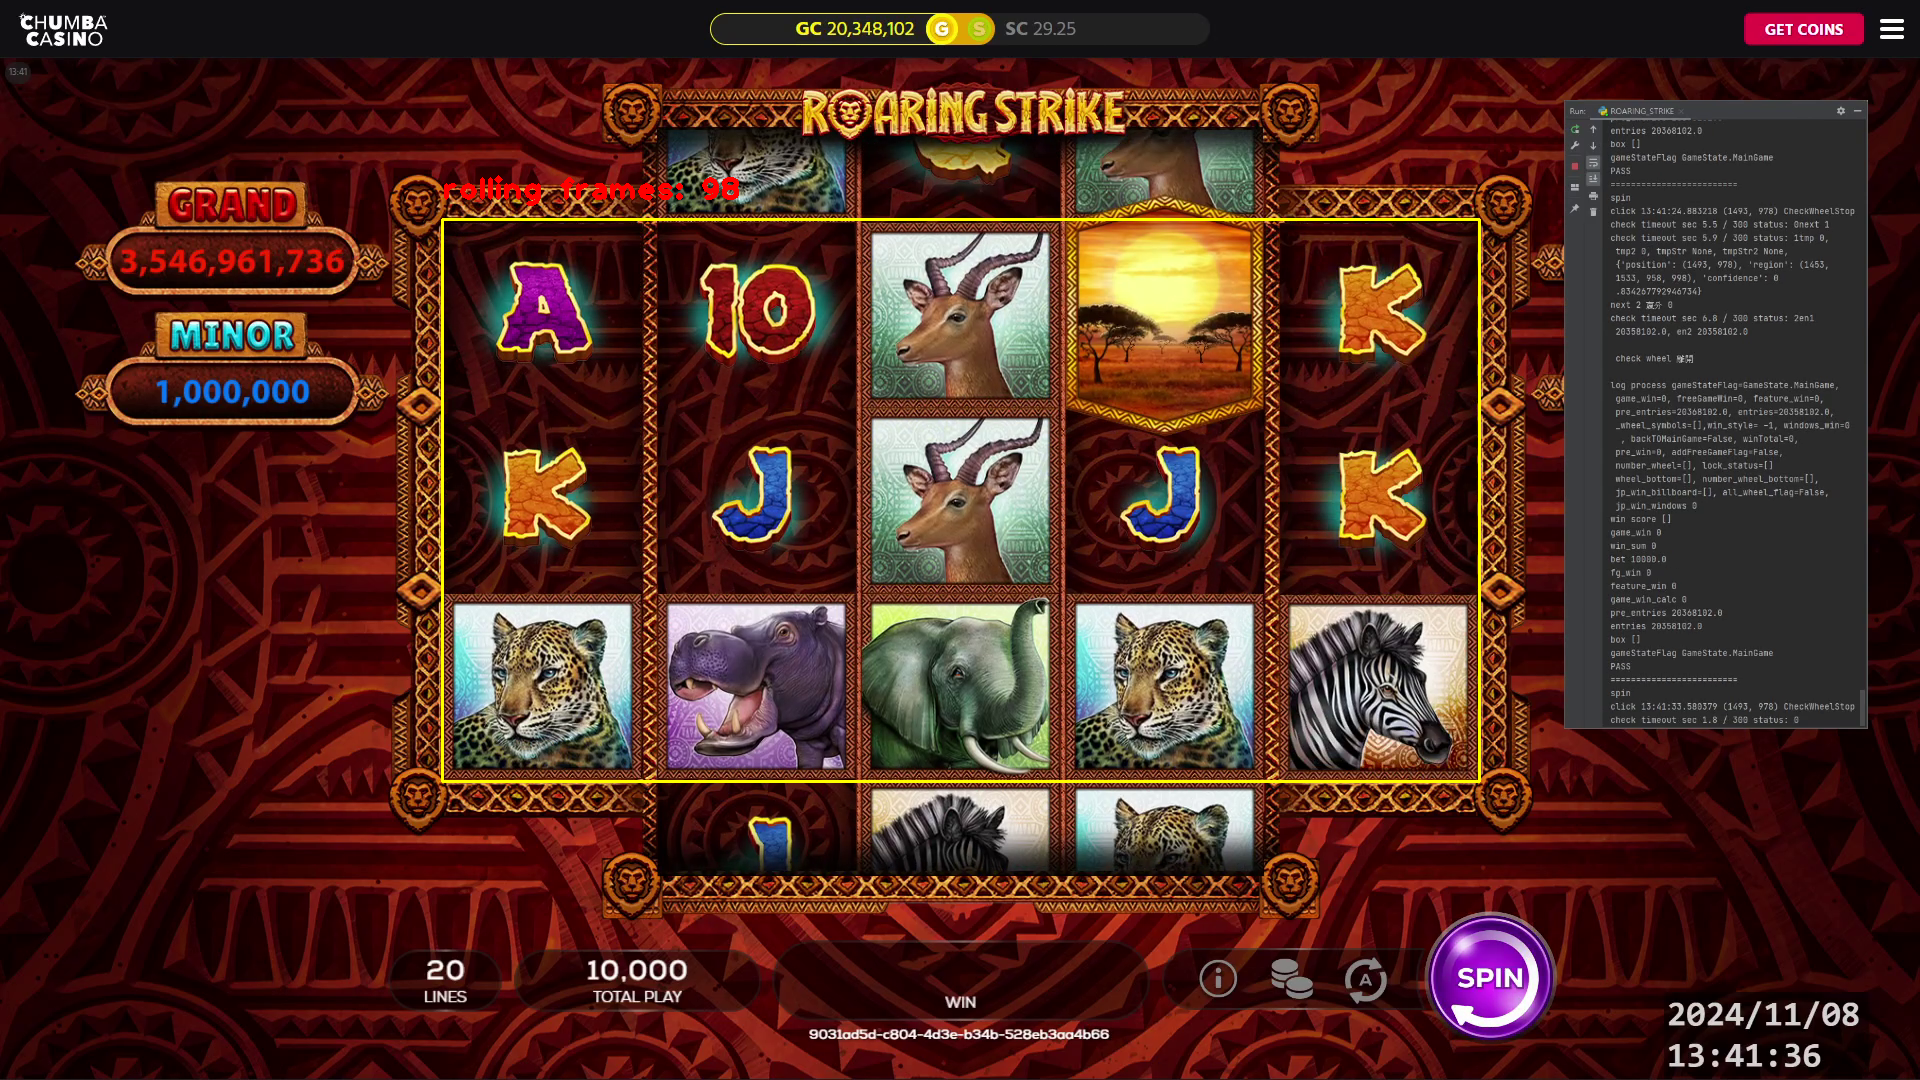 CHUMBA
CASINO
GC 20,348,102 G S SC 29.25
GET COINS
13:41
ROARING STRIKE
rolling frames: 98
GRAND
3,546,961,736
MINOR
1,000,000
A 10 K
K J J K
J
20
LINES
10,000
TOTAL PLAY
WIN
9031ad5d-c804-4d3e-b34b-528eb3aa4b66
A
SPIN
2024/11/08
13:41:36
Run: ROARING_STRIKE
entries 20368102.0
box []
gameStateFlag GameState.MainGame
PASS
=========================
spin
click 13:41:24.883218 (1493, 978) CheckWheelStop
check timeout sec 5.5 / 300 status: 0next 1
check timeout sec 5.9 / 300 status: 1tmp 0,
tmp2 0, tmpStr None, tmpStr2 None,
{'position': (1493, 978), 'region': (1453,
1533, 958, 998), 'confidence': 0
.834267792946734}
next 2 贏分 0
check timeout sec 6.8 / 300 status: 2en1
20358102.0, en2 20358102.0
check wheel
log process gameStateFlag=GameState.MainGame,
game_win=0, freeGameWin=0, feature_win=0,
pre_entries=20368102.0, entries=20358102.0,
_wheel_symbols=[],win_style= -1, windows_win=0
, backTOMainGame=False, winTotal=0,
pre_win=0, addFreeGameFlag=False,
number_wheel=[], lock_status=[]
wheel_bottom=[], number_wheel_bottom=[],
jp_win_billboard=[], all_wheel_flag=False,
jp_win_windows 0
win score []
game_win 0
win_sum 0
bet 10000.0
fg_win 0
feature_win 0
game_win_calc 0
pre_entries 20368102.0
entries 20358102.0
box []
gameStateFlag GameState.MainGame
PASS
=========================
spin
click 13:41:33.580379 (1493, 978) CheckWheelStop
check timeout sec 1.8 / 300 status: 0